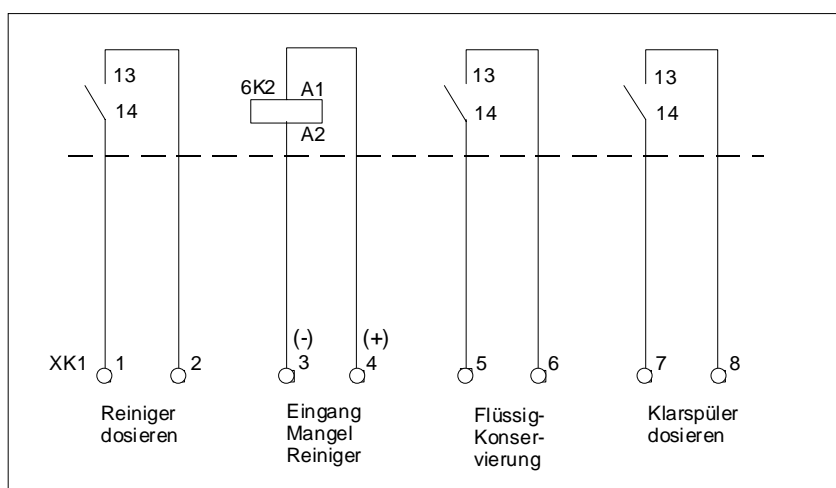 13
14
6K2 A1
A2
13
14
13
14
(-) (+)
XK1 1 2 3 4 5 6 7 8
Reiniger
dosieren
Eingang
Mangel
Reiniger
Flüssig-
Konser-
vierung
Klarspüler
dosieren